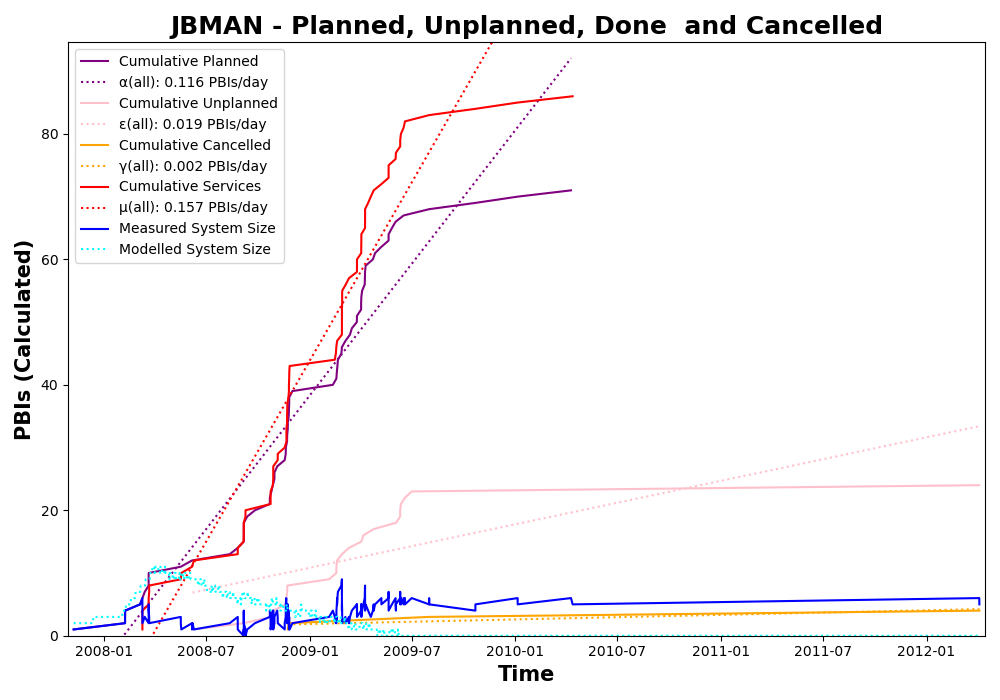 JBMAN - Planned, Unplanned, Done  and Cancelled
Cumulative Planned
α(all): 0.116 PBIs/day
Cumulative Unplanned
ε(all): 0.019 PBIs/day
Cumulative Cancelled
γ(all): 0.002 PBIs/day
Cumulative Services
μ(all): 0.157 PBIs/day
Measured System Size
Modelled System Size
PBIs (Calculated)
80
60
40
20
0
2008-01 2008-07 2009-01 2009-07 2010-01 2010-07 2011-01 2011-07 2012-01
Time